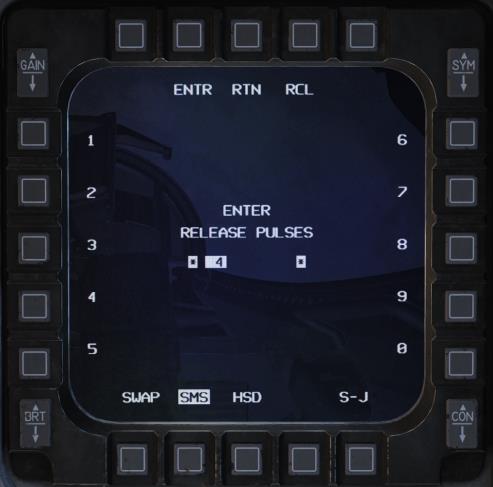 GAIN
SYM
ENTR RTN RCL
1 6
2 7
ENTER
RELEASE PULSES
3 8
* 4 *
4 9
5 0
SWAP SMS HSD S-J
BRT
CON